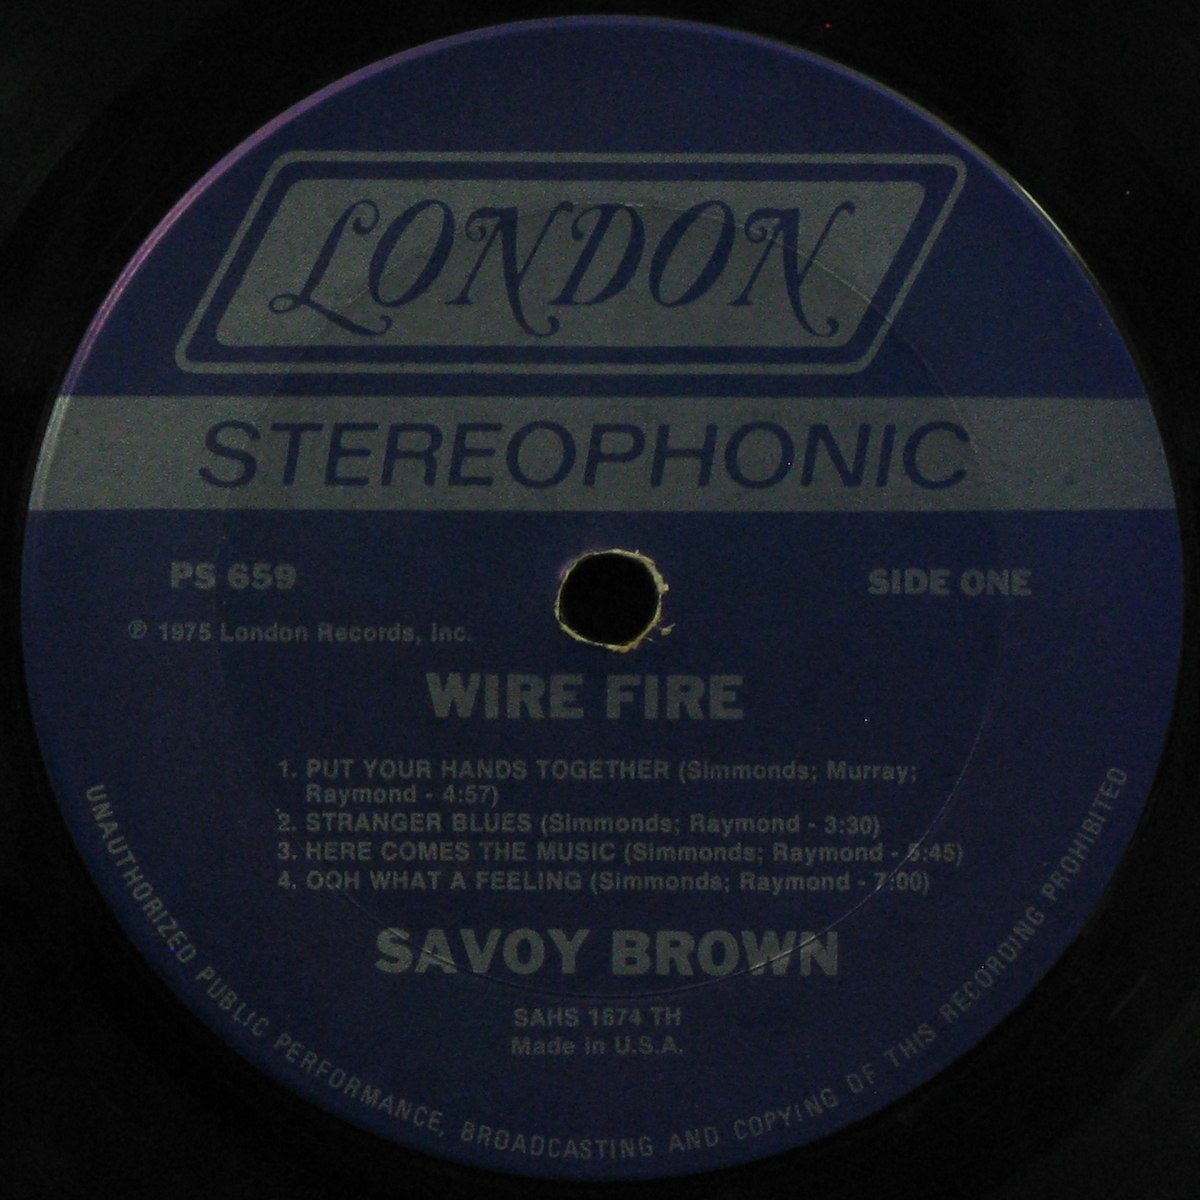 LONDON
STEREOPHONIC
PS 659
SIDE ONE
℗ 1975 London Records, Inc.
WIRE FIRE
1. PUT YOUR HANDS TOGETHER (Simmonds; Murray;
Raymond - 4:57)
2. STRANGER BLUES (Simmonds; Raymond - 3:30)
3. HERE COMES THE MUSIC (Simmonds; Raymond - 5:45)
4. OOH WHAT A FEELING (Simmonds; Raymond - 7:00)
SAVOY BROWN
SAHS 1674 TH
Made in U.S.A.
UNAUTHORIZED PUBLIC PERFORMANCE, BROADCASTING AND COPYING OF THIS RECORDING PROHIBITED